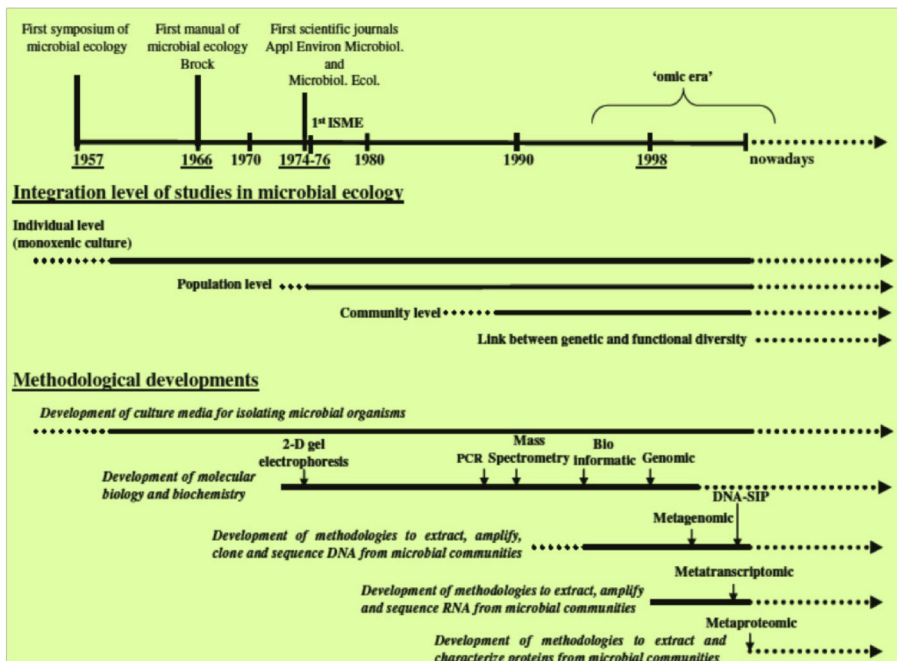 First symposium of
microbial ecology
First manual of
microbial ecology
Brock
First scientific journals
Appl Environ Microbiol.
and
Microbiol. Ecol.
'omic era'
1st ISME
1957
1966
1970
1974-76
1980
1990
1998
nowadays
Integration level of studies in microbial ecology
Individual level
(monoxenic culture)
Population level
Community level
Link between genetic and functional diversity
Methodological developments
Development of culture media for isolating microbial organisms
2-D gel
electrophoresis
PCR
Mass
Spectrometry
Bio
informatic
Genomic
Development of molecular
biology and biochemistry
DNA-SIP
Metagenomic
Development of methodologies to extract, amplify,
clone and sequence DNA from microbial communities
Metatranscriptomic
Development of methodologies to extract, amplify
and sequence RNA from microbial communities
Metaproteomic
Development of methodologies to extract and
characterize proteins from microbial communities